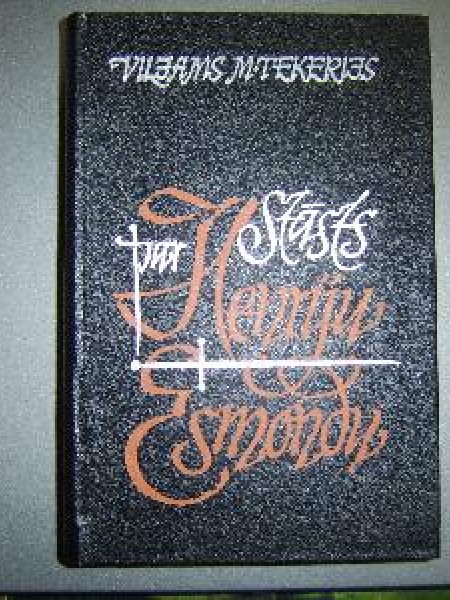 VILJAMS M. TEKERIJS
Stāsts
par
Henriju
Esmondu